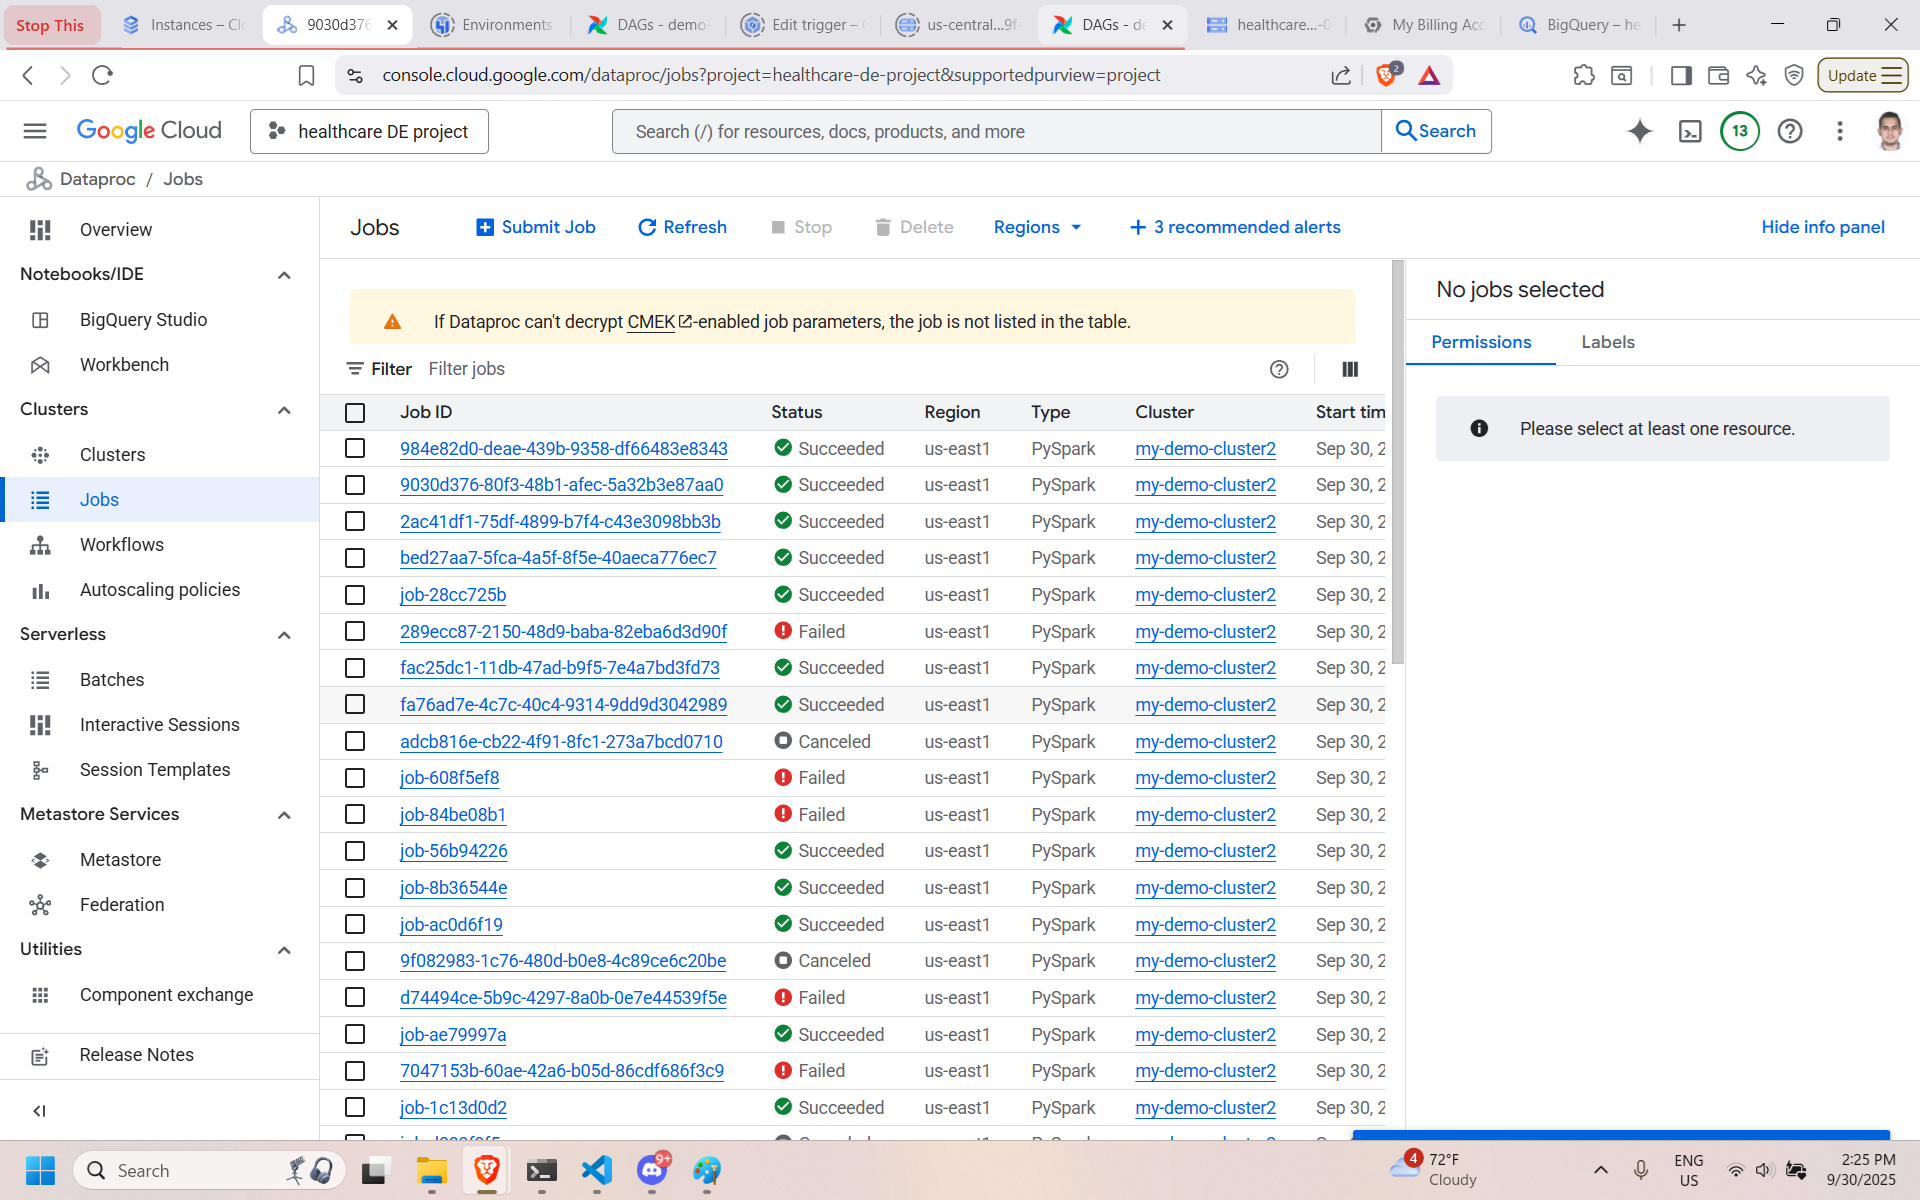 Stop This
Instances – Clo
9030d376
Environments
DAGs - demo-
Edit trigger – C
us-central...9f
DAGs - de
healthcare...-0
My Billing Acc
BigQuery – he
console.cloud.google.com/dataproc/jobs?project=healthcare-de-project&supportedpurview=project
2
Update
Google Cloud
healthcare DE project
Search (/) for resources, docs, products, and more
Search
13
Dataproc / Jobs
Overview
Notebooks/IDE
BigQuery Studio
Workbench
Clusters
Clusters
Jobs
Workflows
Autoscaling policies
Serverless
Batches
Interactive Sessions
Session Templates
Metastore Services
Metastore
Federation
Utilities
Component exchange
Release Notes
Jobs
Submit Job
Refresh
Stop
Delete
Regions
3 recommended alerts
Hide info panel
If Dataproc can't decrypt CMEK-enabled job parameters, the job is not listed in the table.
Filter Filter jobs
Job ID Status Region Type Cluster Start tim
984e82d0-deae-439b-9358-df66483e8343 Succeeded us-east1 PySpark my-demo-cluster2 Sep 30, 2
9030d376-80f3-48b1-afec-5a32b3e87aa0 Succeeded us-east1 PySpark my-demo-cluster2 Sep 30, 2
2ac41df1-75df-4899-b7f4-c43e3098bb3b Succeeded us-east1 PySpark my-demo-cluster2 Sep 30, 2
bed27aa7-5fca-4a5f-8f5e-40aeca776ec7 Succeeded us-east1 PySpark my-demo-cluster2 Sep 30, 2
job-28cc725b Succeeded us-east1 PySpark my-demo-cluster2 Sep 30, 2
289ecc87-2150-48d9-baba-82eba6d3d90f Failed us-east1 PySpark my-demo-cluster2 Sep 30, 2
fac25dc1-11db-47ad-b9f5-7e4a7bd3fd73 Succeeded us-east1 PySpark my-demo-cluster2 Sep 30, 2
fa76ad7e-4c7c-40c4-9314-9dd9d3042989 Succeeded us-east1 PySpark my-demo-cluster2 Sep 30, 2
adcb816e-cb22-4f91-8fc1-273a7bcd0710 Canceled us-east1 PySpark my-demo-cluster2 Sep 30, 2
job-608f5ef8 Failed us-east1 PySpark my-demo-cluster2 Sep 30, 2
job-84be08b1 Failed us-east1 PySpark my-demo-cluster2 Sep 30, 2
job-56b94226 Succeeded us-east1 PySpark my-demo-cluster2 Sep 30, 2
job-8b36544e Succeeded us-east1 PySpark my-demo-cluster2 Sep 30, 2
job-ac0d6f19 Succeeded us-east1 PySpark my-demo-cluster2 Sep 30, 2
9f082983-1c76-480d-b0e8-4c89ce6c20be Canceled us-east1 PySpark my-demo-cluster2 Sep 30, 2
d74494ce-5b9c-4297-8a0b-0e7e44539f5e Failed us-east1 PySpark my-demo-cluster2 Sep 30, 2
job-ae79997a Succeeded us-east1 PySpark my-demo-cluster2 Sep 30, 2
7047153b-60ae-42a6-b05d-86cdf686f3c9 Failed us-east1 PySpark my-demo-cluster2 Sep 30, 2
job-1c13d0d2 Succeeded us-east1 PySpark my-demo-cluster2 Sep 30, 2
No jobs selected
Permissions Labels
Please select at least one resource.
Search
9+
4
72°F
Cloudy
ENG
US
2:25 PM
9/30/2025